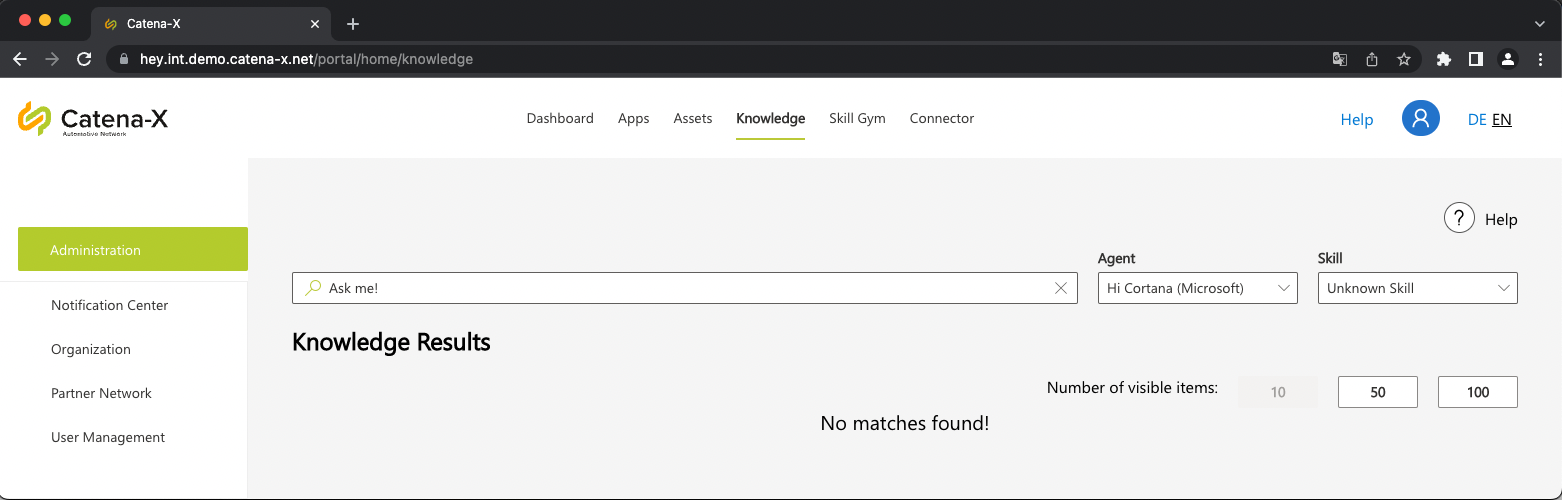 Catena-X
hey.int.demo.catena-x.net/portal/home/knowledge
Catena-X
Automotive Network
Dashboard Apps Assets Knowledge Skill Gym Connector
Help DE EN
Administration
Notification Center
Organization
Partner Network
User Management
? Help
Agent Skill
Ask me! Hi Cortana (Microsoft) Unknown Skill
Knowledge Results
Number of visible items: 10 50 100
No matches found!